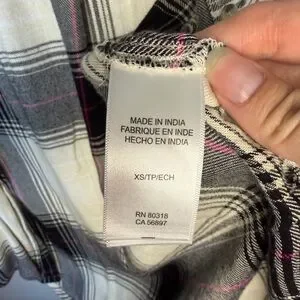 MADE IN INDIA
FABRIQUE EN INDE
HECHO EN INDIA
XS/TP/ECH
RN 80318
CA 56897